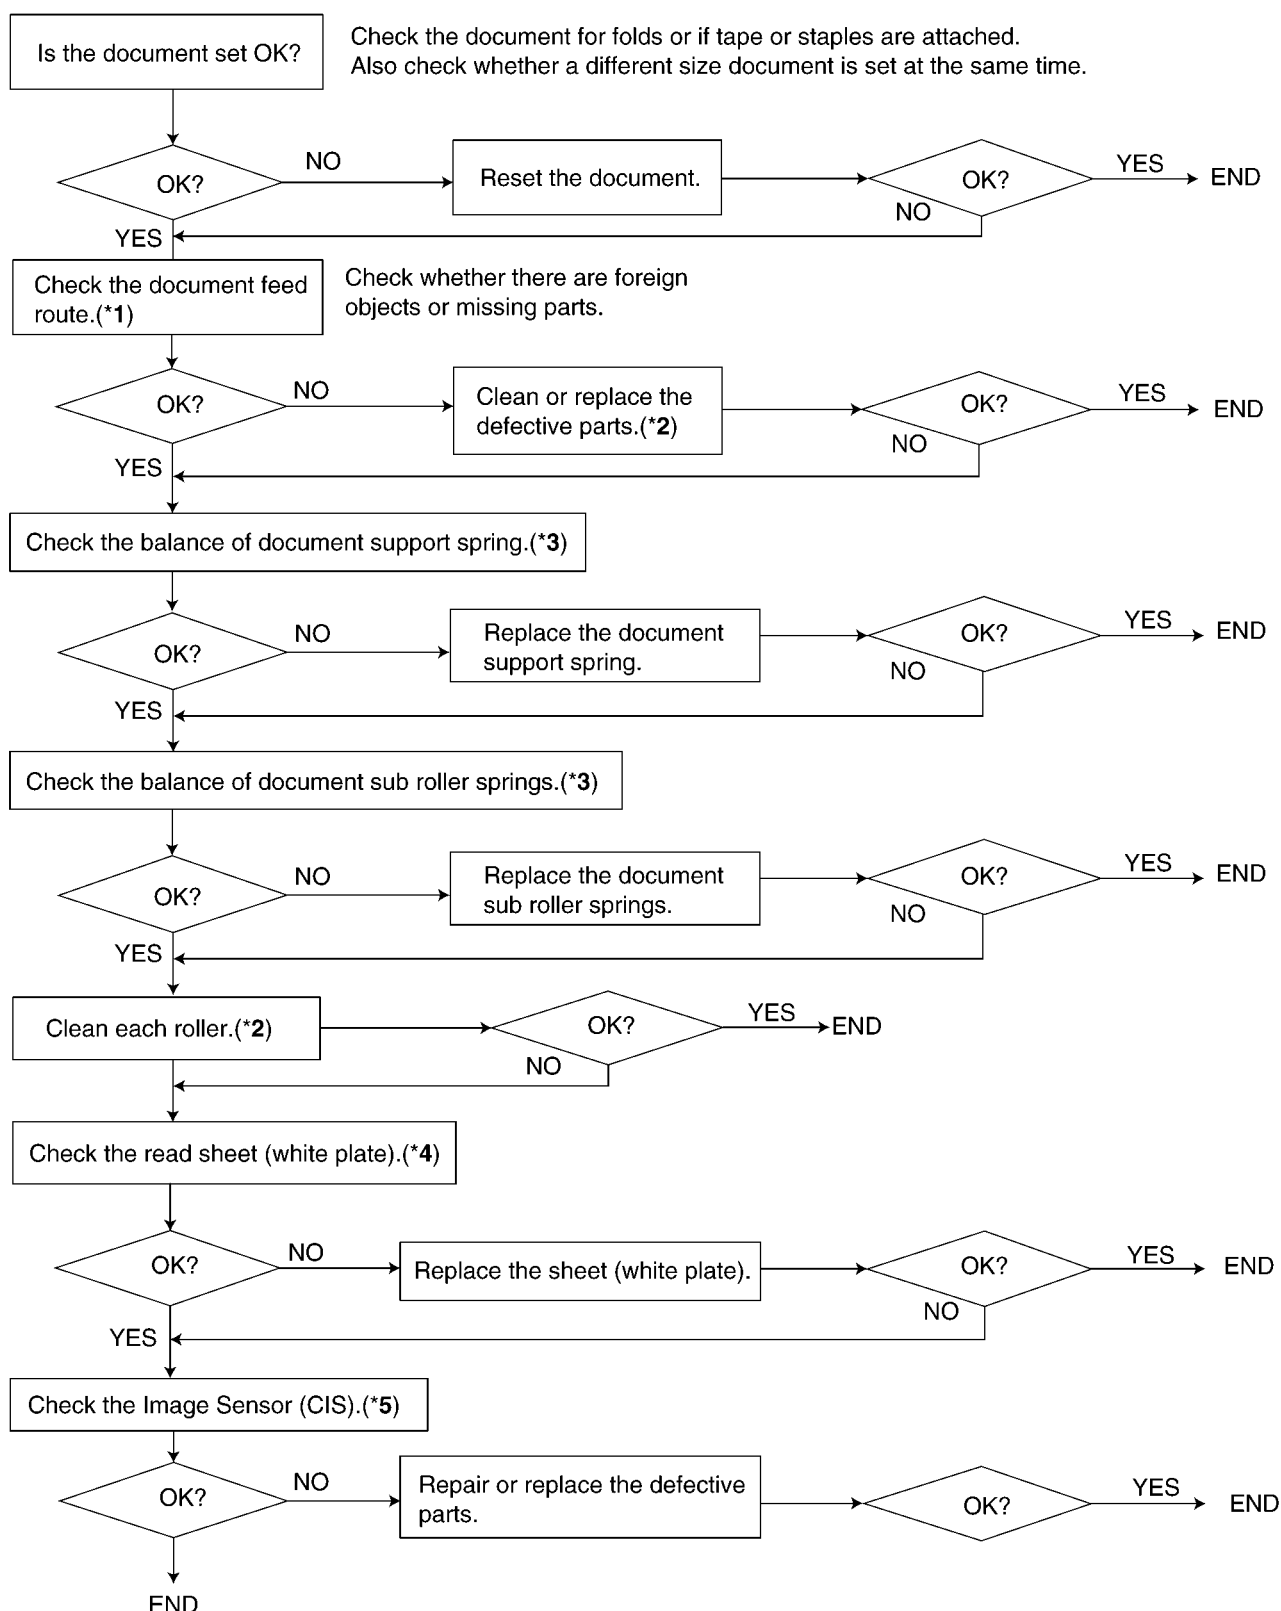 Is the document set OK?
Check the document for folds or if tape or staples are attached.
Also check whether a different size document is set at the same time.
OK?
NO
Reset the document.
OK?
YES
END
NO
YES
Check the document feed
route.(*1)
Check whether there are foreign
objects or missing parts.
OK?
NO
Clean or replace the
defective parts.(*2)
OK?
YES
END
NO
YES
Check the balance of document support spring.(*3)
OK?
NO
Replace the document
support spring.
OK?
YES
END
NO
YES
Check the balance of document sub roller springs.(*3)
OK?
NO
Replace the document
sub roller springs.
OK?
YES
END
NO
YES
Clean each roller.(*2)
OK?
YES
END
NO
Check the read sheet (white plate).(*4)
OK?
NO
Replace the sheet (white plate).
OK?
YES
END
NO
YES
Check the Image Sensor (CIS).(*5)
OK?
NO
Repair or replace the defective
parts.
OK?
YES
END
END